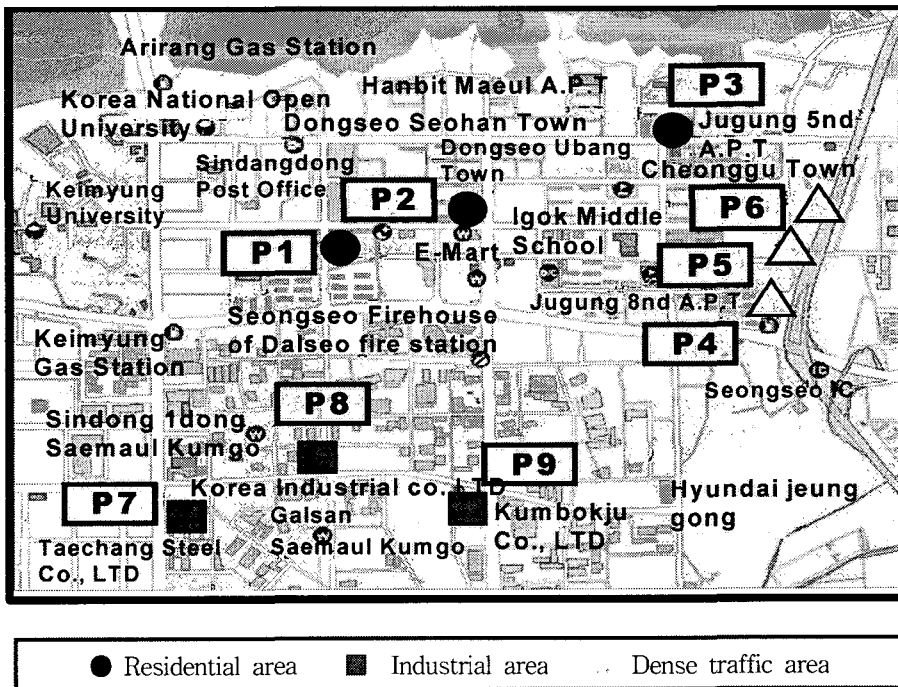 Arirang Gas Station
Hanbit Maeul A.P.T
P3
Korea National Open
University
Dongseo Seohan Town
Jugung 5nd
A.P.T
Sindangdong
Post Office
Dongseo Ubang
Town
Cheonggu Town
Keimyung
University
P2
P6
Igok Middle
School
P1
E-Mart
P5
Jugung 8nd A.P.T
Seongseo Firehouse
of Dalseo fire station
Keimyung
Gas Station
P4
Seongseo IC
P8
Sindong 1dong
Saemaul Kumgo
P9
Korea Industrial co. LTD
Hyundai jeung
gong
P7
Galsan
Saemaul Kumgo
Kumbokju
Co., LTD
Taechang Steel
Co., LTD
Residential area
Industrial area
Dense traffic area